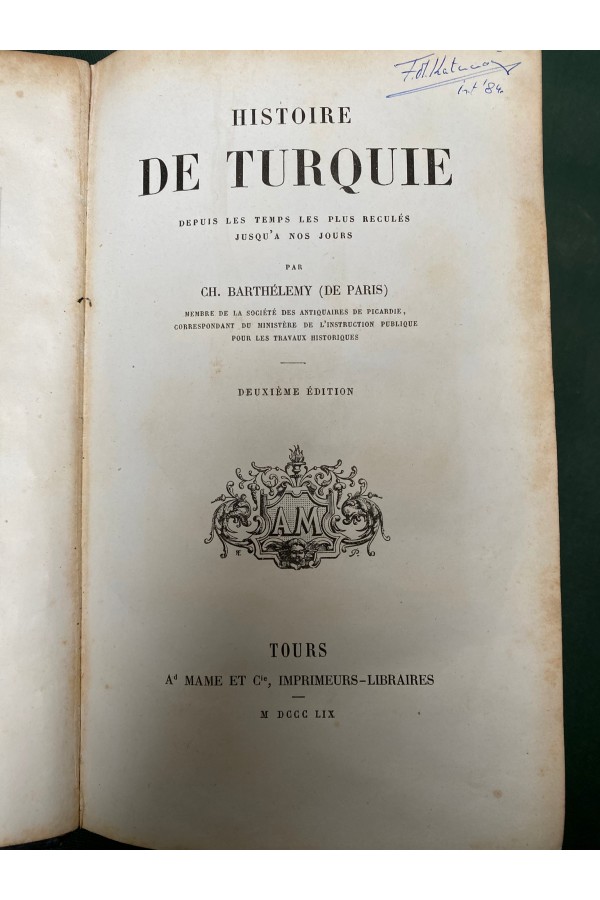 HISTOIRE
DE TURQUIE
DEPUIS LES TEMPS LES PLUS RECULÉS
JUSQU'A NOS JOURS
PAR
CH. BARTHÉLEMY (DE PARIS)
MEMBRE DE LA SOCIÉTÉ DES ANTIQUAIRES DE PICARDIE,
CORRESPONDANT DU MINISTÈRE DE L'INSTRUCTION PUBLIQUE
POUR LES TRAVAUX HISTORIQUES
DEUXIÈME ÉDITION
AM
TOURS
Ad MAME ET Cie, IMPRIMEURS-LIBRAIRES
M DCCC LIX